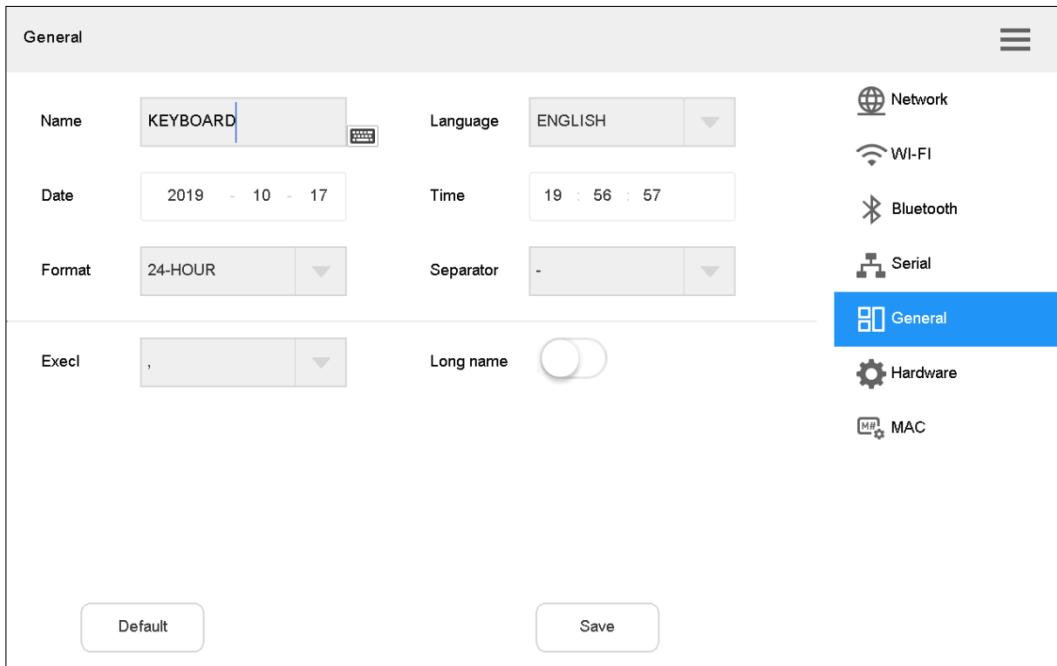 General
Name KEYBOARD Language ENGLISH
Date 2019 - 10 - 17 Time 19 : 56 : 57
Format 24-HOUR Separator -
Execl , Long name
Default Save
Network
WI-FI
Bluetooth
Serial
General
Hardware
M# MAC